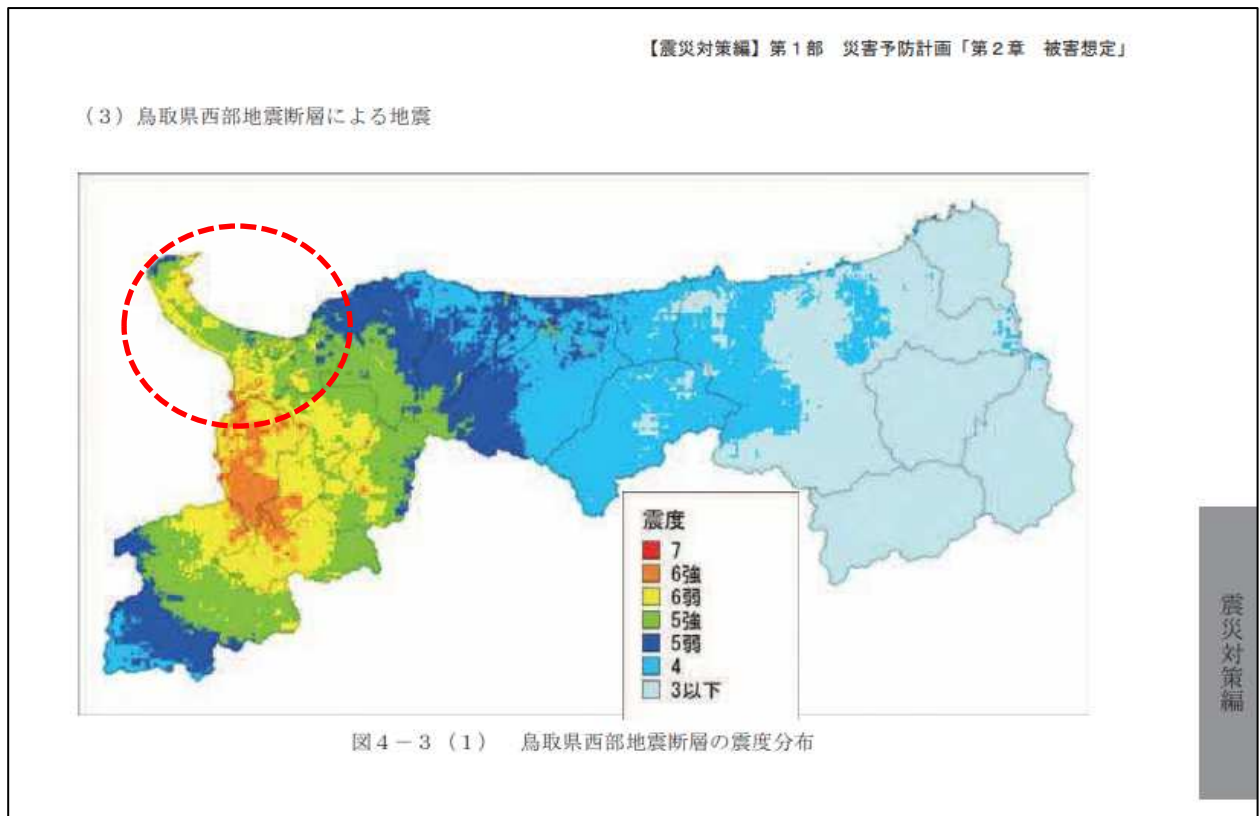 【震災対策編】第1部　災害予防計画「第2章　被害想定」
（3）鳥取県西部地震断層による地震
震度
7
6強
6弱
5強
5弱
4
3以下
図4－3（1）　鳥取県西部地震断層の震度分布
震災対策編